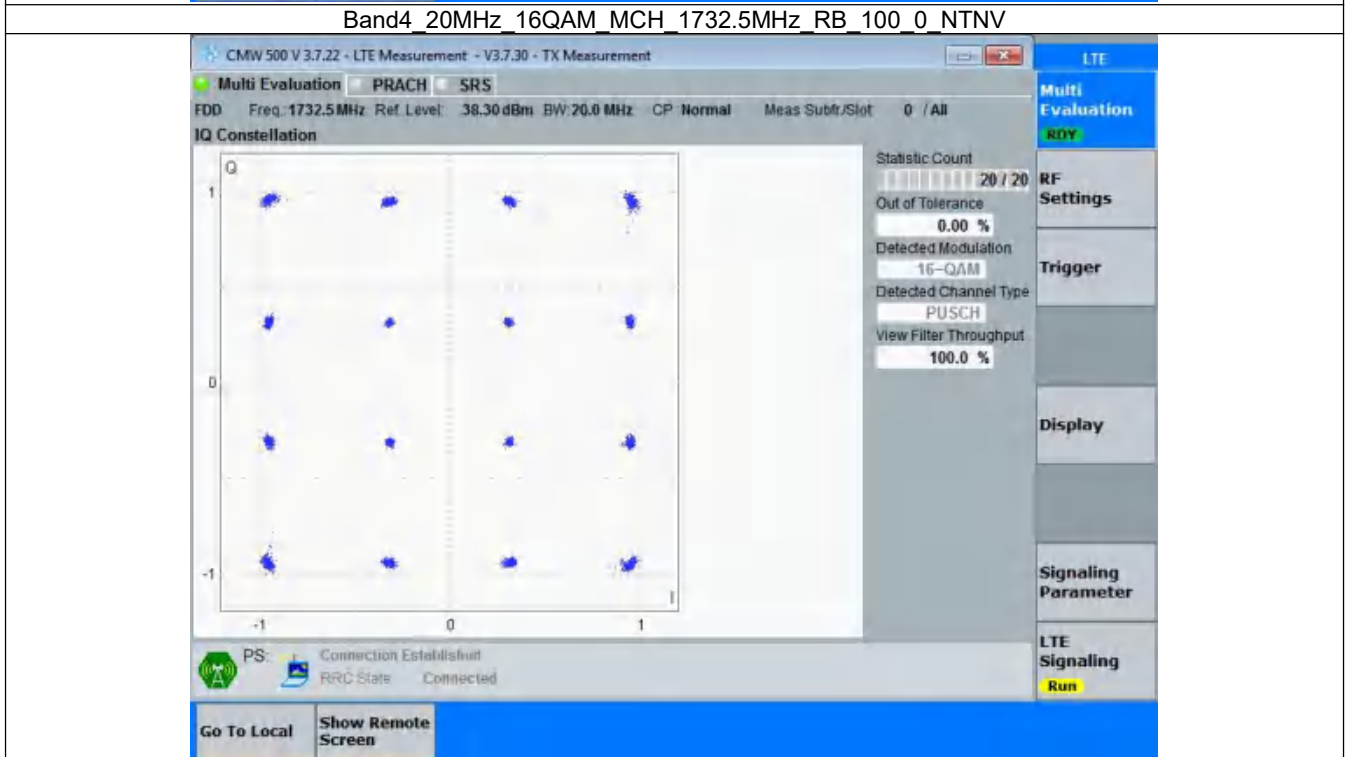 Band4_20MHz_16QAM_MCH_1732.5MHz_RB_100_0_NTNV
CMW 500 V 3.7.22 - LTE Measurement - V3.7.30 - TX Measurement
LTE
Multi Evaluation PRACH SRS
FDD Freq.: 1732.5 MHz Ref. Level: 38.30 dBm BW: 20.0 MHz CP: Normal Meas Subfr./Slot: 0 / All
Multi
Evaluation
RDY
IQ Constellation
Q
1
0
-1
I
-1 0 1
Statistic Count
20 / 20
Out of Tolerance
0.00 %
Detected Modulation
16-QAM
Detected Channel Type
PUSCH
View Filter Throughput
100.0 %
RF
Settings
Trigger
Display
Signaling
Parameter
LTE
Signaling
Run
PS: Connection Established
RRC State Connected
Go To Local
Show Remote
Screen